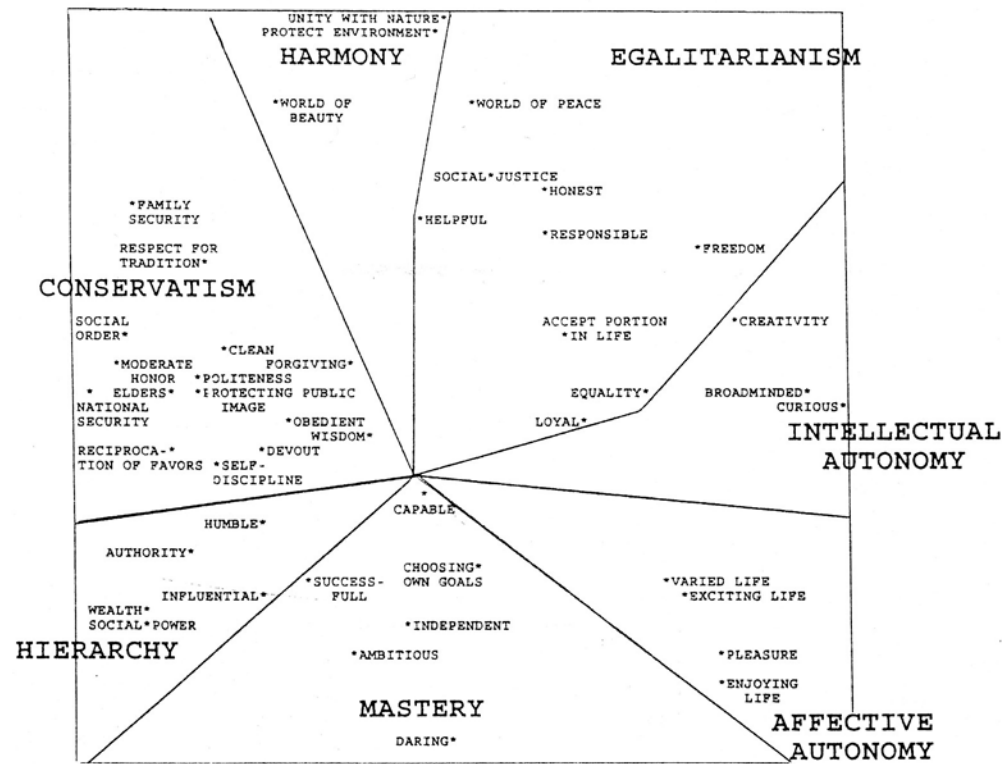 UNITY WITH NATURE*
PROTECT ENVIRONMENT*
HARMONY
EGALITARIANISM
*WORLD OF
BEAUTY
*WORLD OF PEACE
SOCIAL*JUSTICE
*HONEST
*FAMILY
SECURITY
*HELPFUL
*RESPONSIBLE
RESPECT FOR
TRADITION*
*FREEDOM
CONSERVATISM
SOCIAL
ORDER*
ACCEPT PORTION
*IN LIFE
*CREATIVITY
*CLEAN
*MODERATE
FORGIVING*
HONOR
*POLITENESS
* ELDERS*
*PROTECTING PUBLIC
IMAGE
EQUALITY*
BROADMINDED*
NATIONAL
SECURITY
CURIOUS*
*OBEDIENT
WISDOM*
LOYAL*
INTELLECTUAL
AUTONOMY
RECIPROCA-*
TION OF FAVORS
*DEVOUT
*SELF-
DISCIPLINE
*
CAPABLE
HUMBLE*
AUTHORITY*
CHOOSING*
OWN GOALS
*SUCCESS-
FULL
*VARIED LIFE
*EXCITING LIFE
INFLUENTIAL*
WEALTH*
SOCIAL*POWER
*INDEPENDENT
HIERARCHY
*AMBITIOUS
*PLEASURE
*ENJOYING
LIFE
MASTERY
AFFECTIVE
AUTONOMY
DARING*